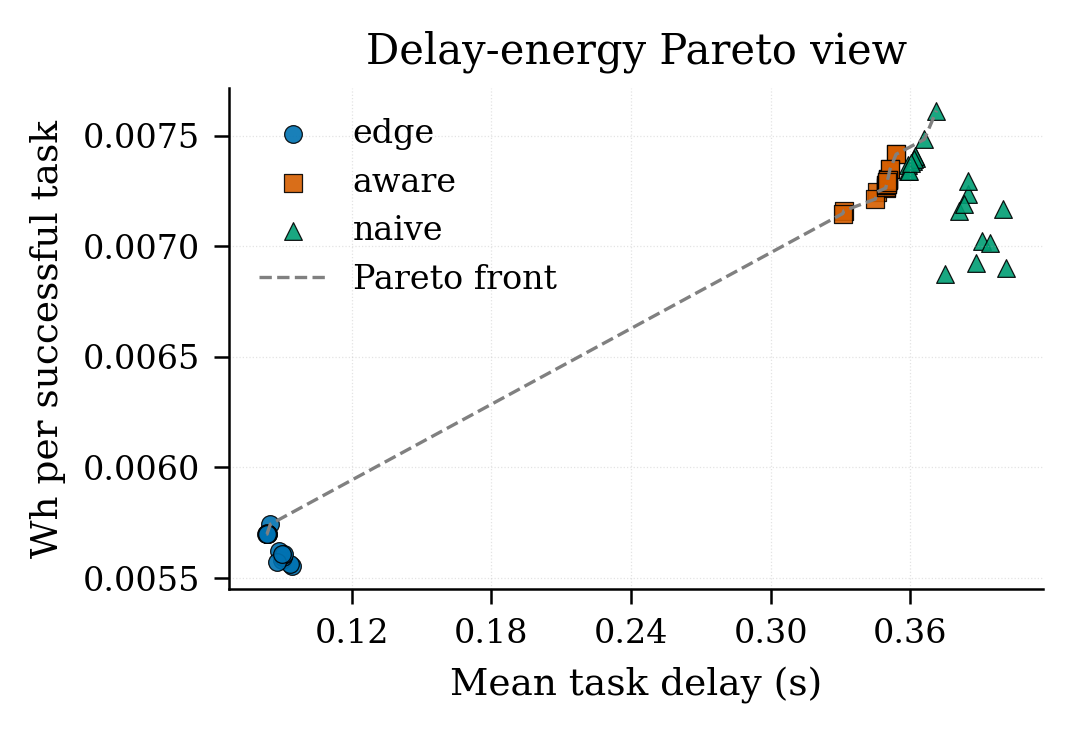 Delay-energy Pareto view
Wh per successful task
0.0075
0.0070
0.0065
0.0060
0.0055
edge
aware
naive
Pareto front
0.12 0.18 0.24 0.30 0.36
Mean task delay (s)